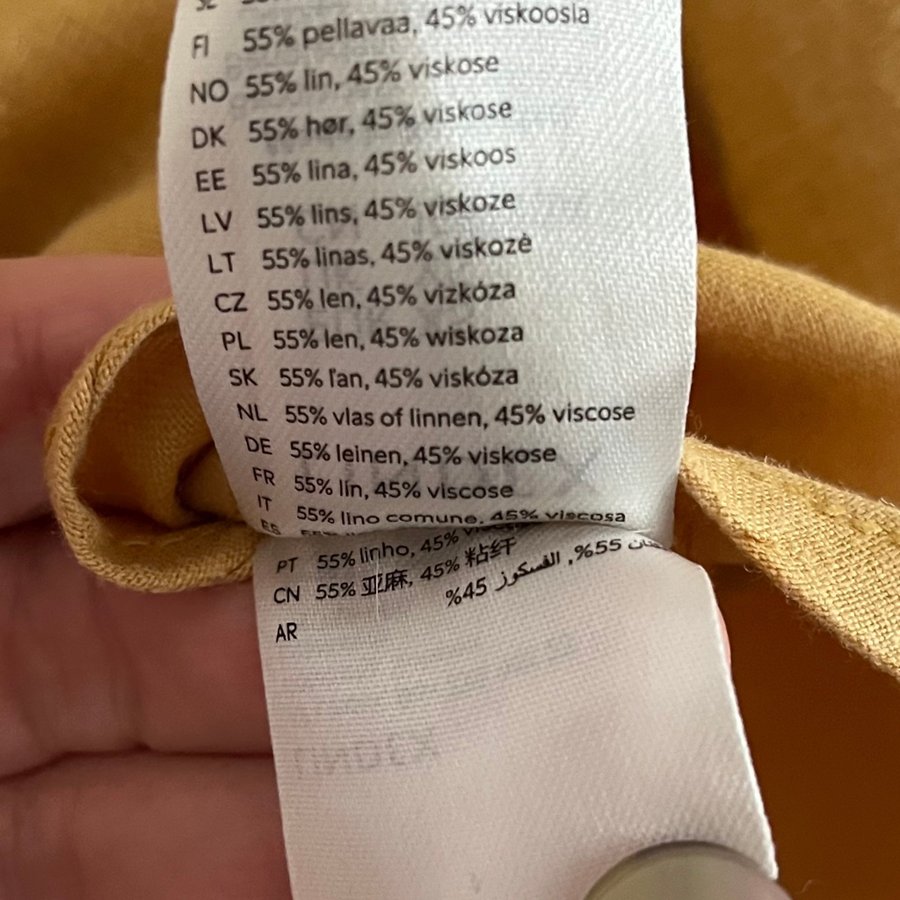 FI 55% pellavaa, 45% viskoosia
NO 55% lin, 45% viskose
DK 55% hør, 45% viskose
EE 55% lina, 45% viskoos
LV 55% lins, 45% viskoze
LT 55% linas, 45% viskozė
CZ 55% len, 45% vizkóza
PL 55% len, 45% wiskoza
SK 55% ľan, 45% viskóza
NL 55% vlas of linnen, 45% viscose
DE 55% leinen, 45% viskose
FR 55% lin, 45% viscose
IT 55% lino comune, 45% viscosa
ES
PT 55% linho, 45%
CN 55% 亚麻, 45% 粘纤
AR 55%, الفسكوز 45%